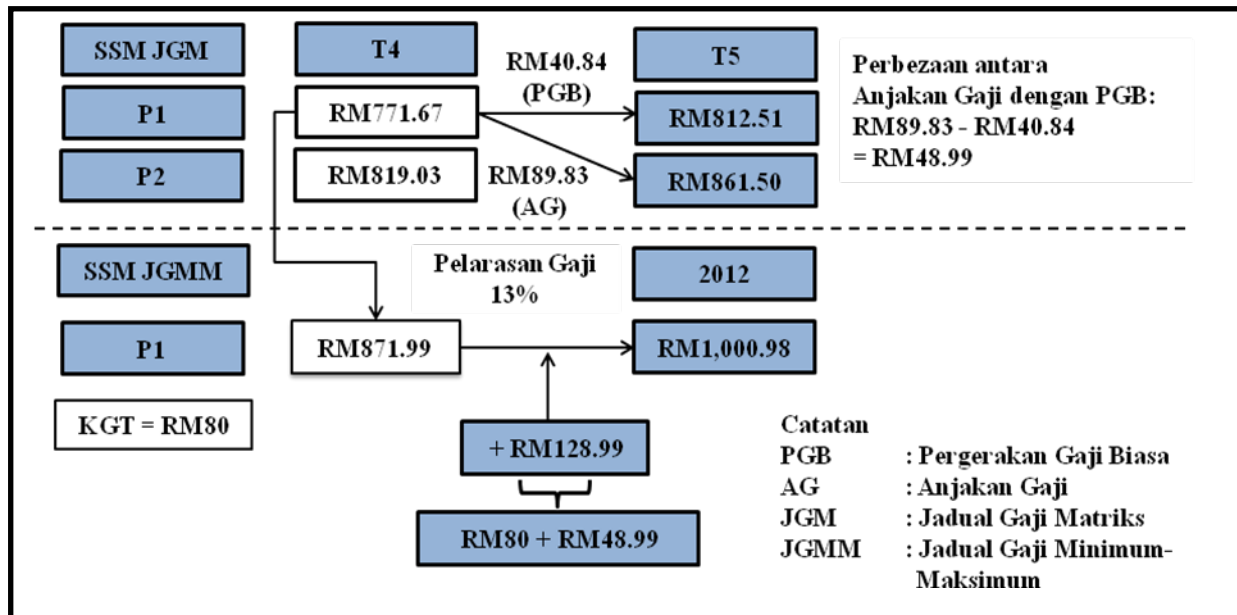 SSM JGM
T4
RM40.84
(PGB)
T5
Perbezaan antara
Anjakan Gaji dengan PGB:
RM89.83 - RM40.84
= RM48.99
P1
RM771.67
RM812.51
P2
RM819.03
RM89.83
(AG)
RM861.50
SSM JGMM
Pelarasan Gaji
13%
2012
P1
RM871.99
RM1,000.98
KGT = RM80
+ RM128.99
RM80 + RM48.99
Catatan
PGB : Pergerakan Gaji Biasa
AG : Anjakan Gaji
JGM : Jadual Gaji Matriks
JGMM : Jadual Gaji Minimum-
Maksimum